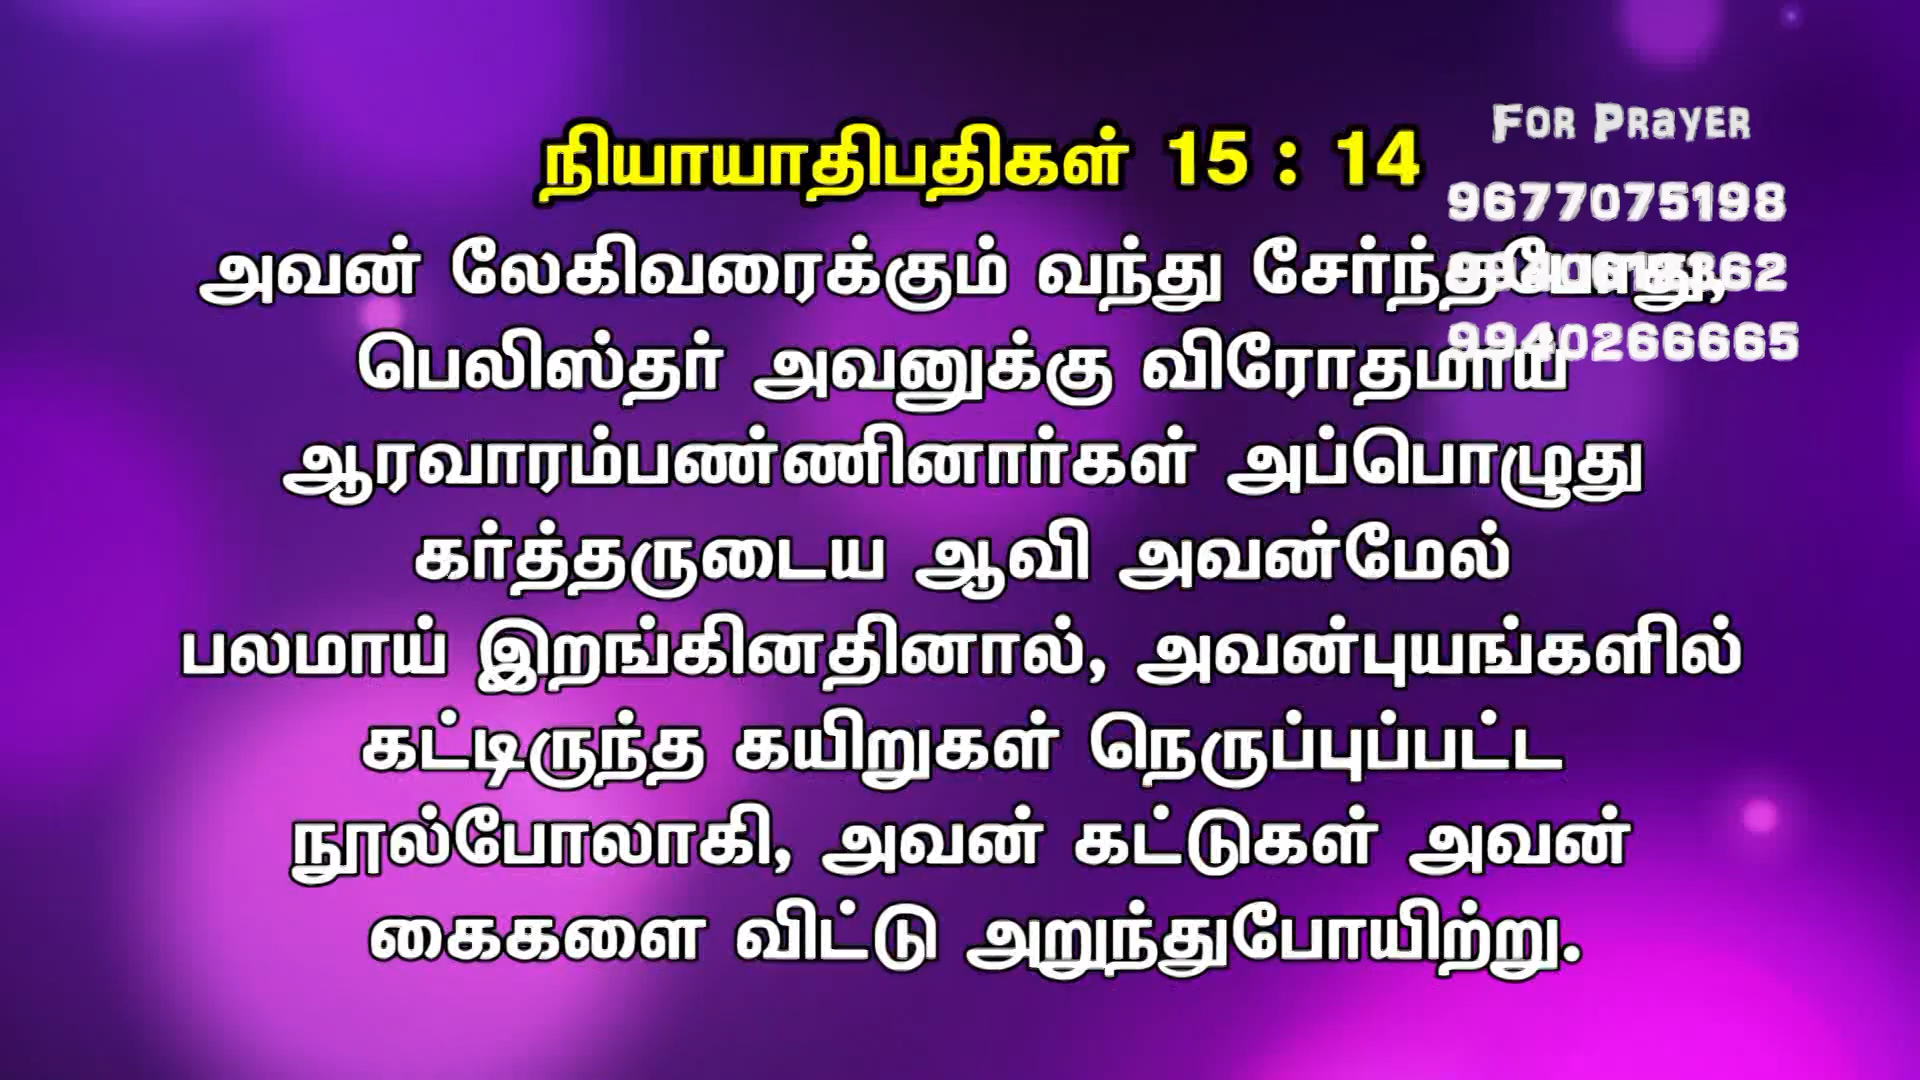 நியாயாதிபதிகள் 15 : 14
அவன் லேகிவரைக்கும் வந்து சேர்ந்தபோது,
பெலிஸ்தர் அவனுக்கு விரோதமாய்
ஆரவாரம்பண்ணினார்கள் அப்பொழுது
கர்த்தருடைய ஆவி அவன்மேல்
பலமாய் இறங்கினதினால், அவன்புயங்களில்
கட்டிருந்த கயிறுகள் நெருப்புப்பட்ட
நூல்போலாகி, அவன் கட்டுகள் அவன்
கைகளை விட்டு அறுந்துபோயிற்று.
For Prayer
9677075198
9940266665